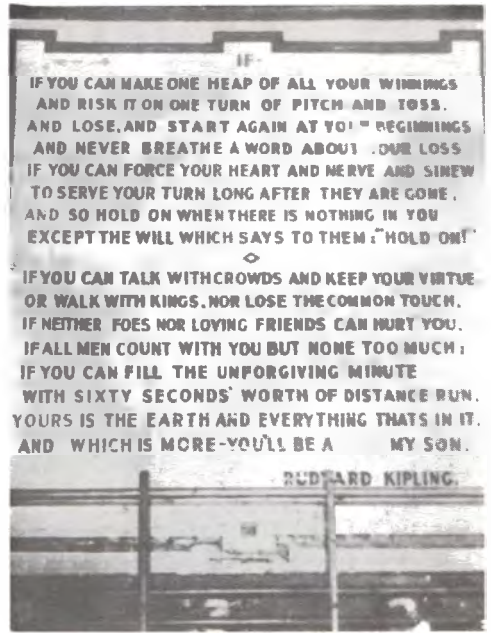 IF-
IF YOU CAN MAKE ONE HEAP OF ALL YOUR WINNINGS
AND RISK IT ON ONE TURN OF PITCH AND TOSS.
AND LOSE, AND START AGAIN AT BEGINNINGS
AND NEVER BREATHE A WORD ABOUT OUR LOSS
IF YOU CAN FORCE YOUR HEART AND NERVE AND SINEW
TO SERVE YOUR TURN LONG AFTER THEY ARE GONE,
AND SO HOLD ON WHEN THERE IS NOTHING IN YOU
EXCEPT THE WILL WHICH SAYS TO THEM: "HOLD ON!"
IF YOU CAN TALK WITH CROWDS AND KEEP YOUR VIRTUE
OR WALK WITH KINGS, NOR LOSE THE COMMON TOUCH.
IF NEITHER FOES NOR LOVING FRIENDS CAN HURT YOU.
IF ALL MEN COUNT WITH YOU BUT NONE TOO MUCH:
IF YOU CAN FILL THE UNFORGIVING MINUTE
WITH SIXTY SECONDS' WORTH OF DISTANCE RUN.
YOURS IS THE EARTH AND EVERYTHING THATS IN IT.
AND WHICH IS MORE-YOU'LL BE A MY SON.
RUDYARD KIPLING.